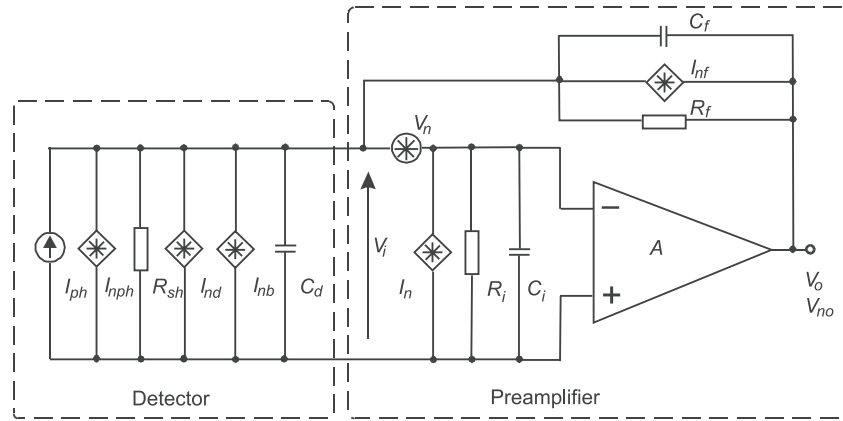 C_f
I_nf
R_f
V_n
V_i
A
I_ph I_nph R_sh I_nd I_nb C_d
I_n R_i C_i
V_o
V_no
Detector
Preamplifier